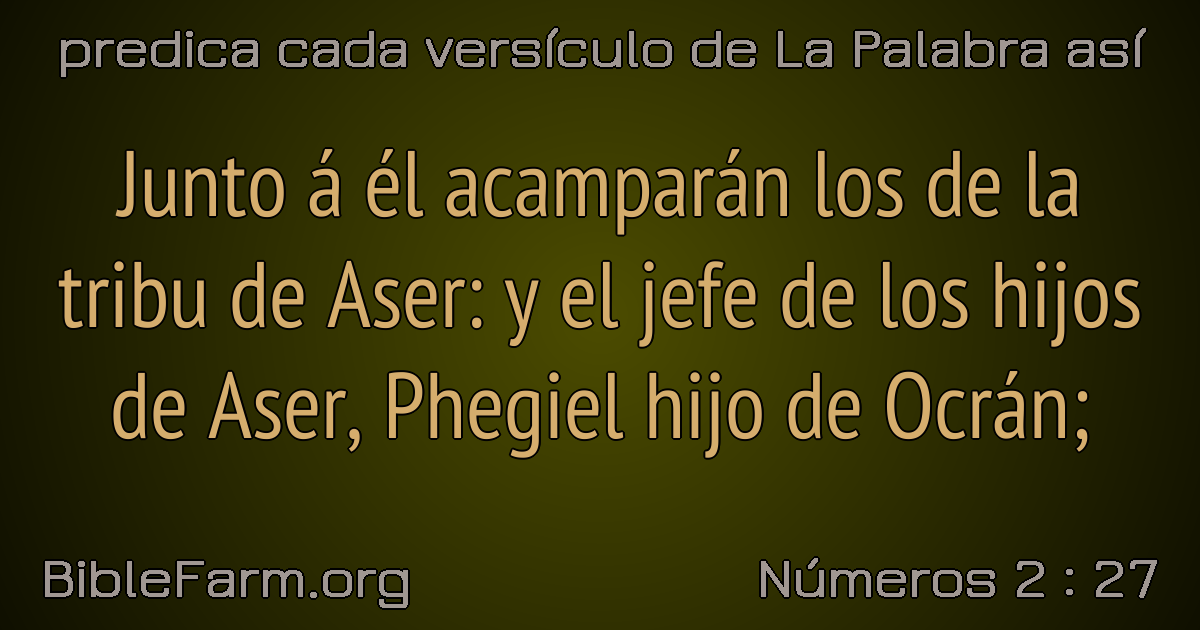 predica cada versículo de La Palabra así
Junto á él acamparán los de la
tribu de Aser: y el jefe de los hijos
de Aser, Phegiel hijo de Ocrán;
BibleFarm.org
Números 2 : 27